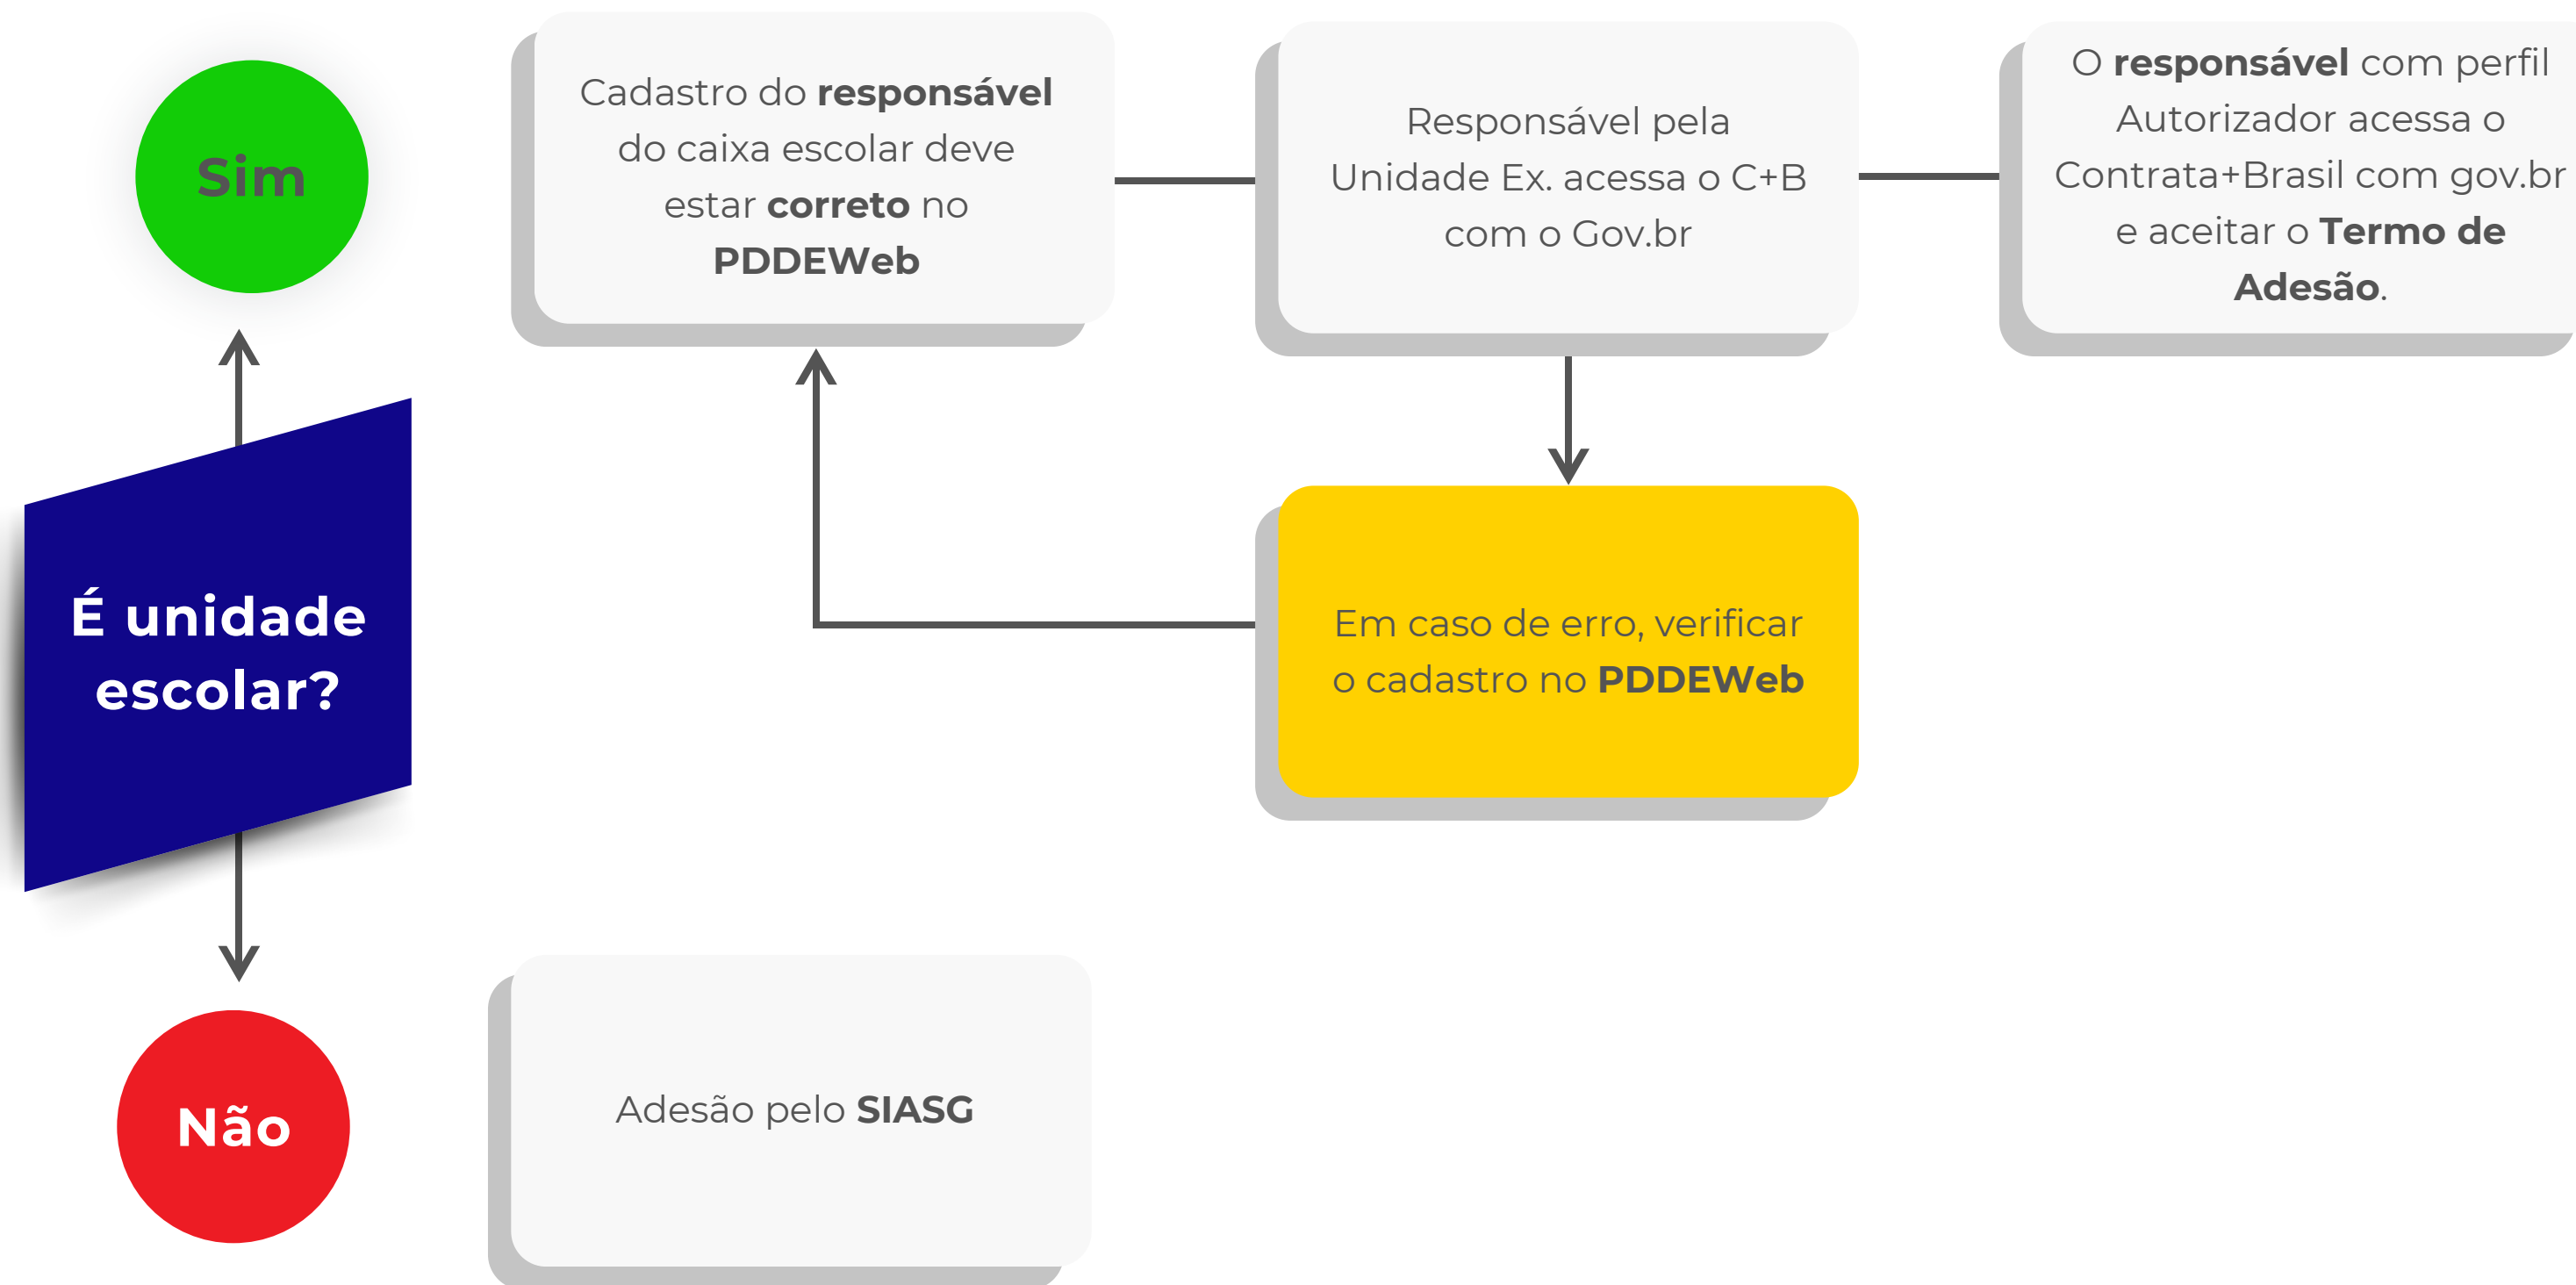 Sim
Cadastro do responsável
do caixa escolar deve
estar correto no
PDDEWeb
Responsável pela
Unidade Ex. acessa o C+B
com o Gov.br
O responsável com perfil
Autorizador acessa o
Contrata+Brasil com gov.br
e aceitar o Termo de
Adesão.
É unidade
escolar?
Em caso de erro, verificar
o cadastro no PDDEWeb
Não
Adesão pelo SIASG